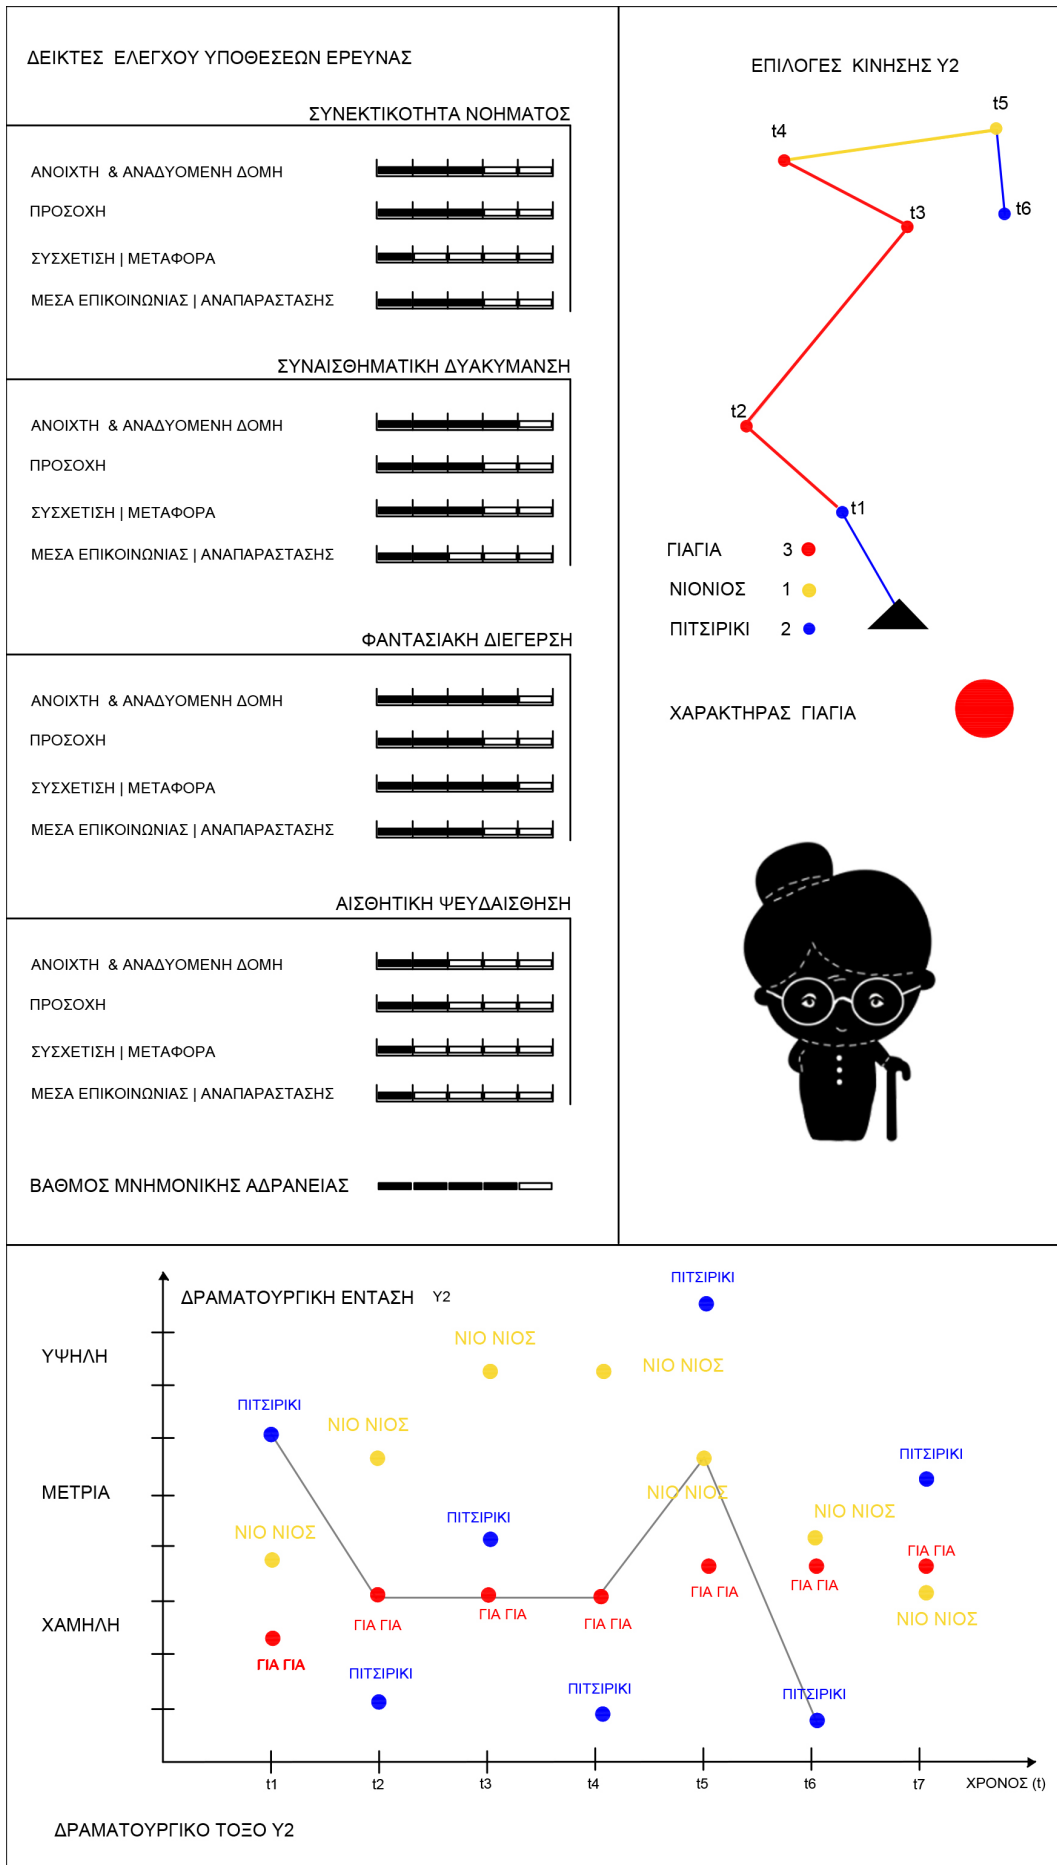 ΔΕΙΚΤΕΣ ΕΛΕΓΧΟΥ ΥΠΟΘΕΣΕΩΝ ΕΡΕΥΝΑΣ
ΣΥΝΕΚΤΙΚΟΤΗΤΑ ΝΟΗΜΑΤΟΣ
ΑΝΟΙΧΤΗ & ΑΝΑΔΥΟΜΕΝΗ ΔΟΜΗ
ΠΡΟΣΟΧΗ
ΣΥΣΧΕΤΙΣΗ | ΜΕΤΑΦΟΡΑ
ΜΕΣΑ ΕΠΙΚΟΙΝΩΝΙΑΣ | ΑΝΑΠΑΡΑΣΤΑΣΗΣ
ΣΥΝΑΙΣΘΗΜΑΤΙΚΗ ΔΥΑΚΥΜΑΝΣΗ
ΑΝΟΙΧΤΗ & ΑΝΑΔΥΟΜΕΝΗ ΔΟΜΗ
ΠΡΟΣΟΧΗ
ΣΥΣΧΕΤΙΣΗ | ΜΕΤΑΦΟΡΑ
ΜΕΣΑ ΕΠΙΚΟΙΝΩΝΙΑΣ | ΑΝΑΠΑΡΑΣΤΑΣΗΣ
ΦΑΝΤΑΣΙΑΚΗ ΔΙΕΓΕΡΣΗ
ΑΝΟΙΧΤΗ & ΑΝΑΔΥΟΜΕΝΗ ΔΟΜΗ
ΠΡΟΣΟΧΗ
ΣΥΣΧΕΤΙΣΗ | ΜΕΤΑΦΟΡΑ
ΜΕΣΑ ΕΠΙΚΟΙΝΩΝΙΑΣ | ΑΝΑΠΑΡΑΣΤΑΣΗΣ
ΑΙΣΘΗΤΙΚΗ ΨΕΥΔΑΙΣΘΗΣΗ
ΑΝΟΙΧΤΗ & ΑΝΑΔΥΟΜΕΝΗ ΔΟΜΗ
ΠΡΟΣΟΧΗ
ΣΥΣΧΕΤΙΣΗ | ΜΕΤΑΦΟΡΑ
ΜΕΣΑ ΕΠΙΚΟΙΝΩΝΙΑΣ | ΑΝΑΠΑΡΑΣΤΑΣΗΣ
ΒΑΘΜΟΣ ΜΝΗΜΟΝΙΚΗΣ ΑΔΡΑΝΕΙΑΣ
ΕΠΙΛΟΓΕΣ ΚΙΝΗΣΗΣ Υ2
t5
t4
t6
t3
t2
t1
ΓΙΑΓΙΑ 3
ΝΙΟΝΙΟΣ 1
ΠΙΤΣΙΡΙΚΙ 2
ΧΑΡΑΚΤΗΡΑΣ ΓΙΑΓΙΑ
ΔΡΑΜΑΤΟΥΡΓΙΚΗ ΕΝΤΑΣΗ Υ2
ΠΙΤΣΙΡΙΚΙ
ΝΙΟ ΝΙΟΣ
ΥΨΗΛΗ
ΝΙΟ ΝΙΟΣ
ΠΙΤΣΙΡΙΚΙ
ΝΙΟ ΝΙΟΣ
ΠΙΤΣΙΡΙΚΙ
ΜΕΤΡΙΑ
ΝΙΟ ΝΙΟΣ
ΝΙΟ ΝΙΟΣ
ΠΙΤΣΙΡΙΚΙ
ΝΙΟ ΝΙΟΣ
ΓΙΑ ΓΙΑ
ΓΙΑ ΓΙΑ
ΓΙΑ ΓΙΑ
ΓΙΑ ΓΙΑ
ΝΙΟ ΝΙΟΣ
ΧΑΜΗΛΗ
ΓΙΑ ΓΙΑ
ΓΙΑ ΓΙΑ
ΓΙΑ ΓΙΑ
ΠΙΤΣΙΡΙΚΙ
ΠΙΤΣΙΡΙΚΙ
ΠΙΤΣΙΡΙΚΙ
t1 t2 t3 t4 t5 t6 t7 ΧΡΟΝΟΣ (t)
ΔΡΑΜΑΤΟΥΡΓΙΚΟ ΤΟΞΟ Υ2